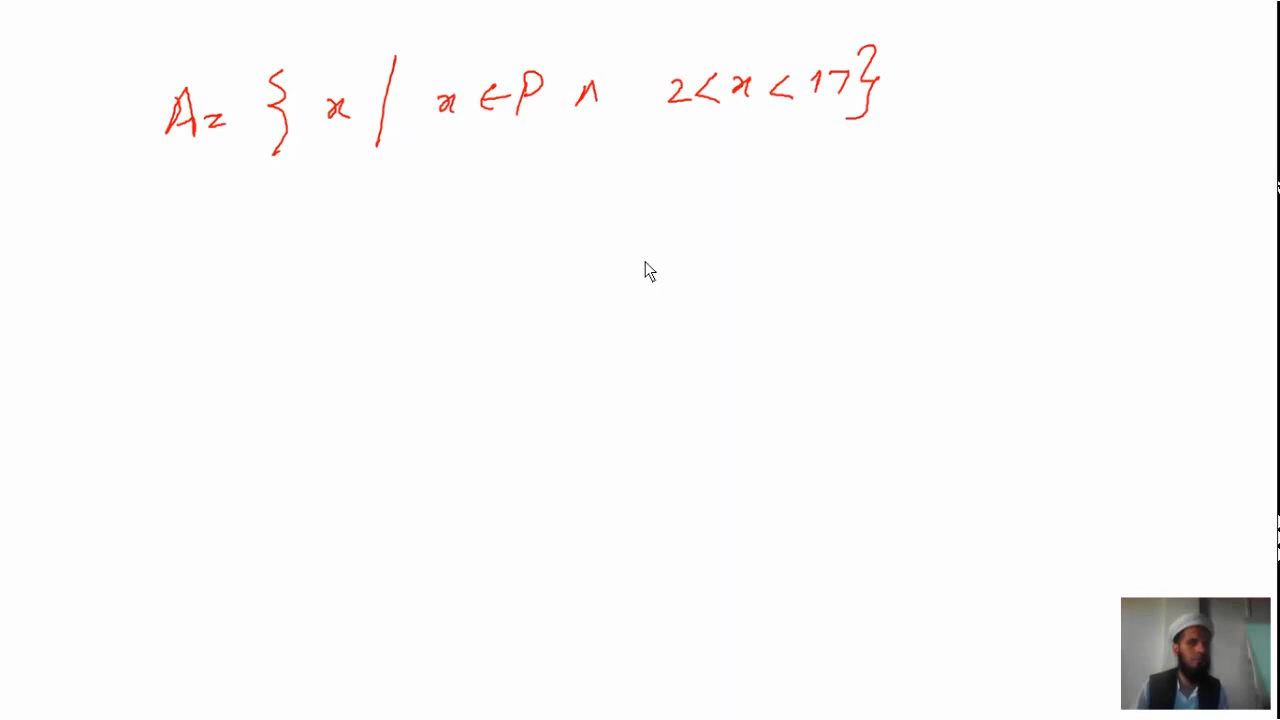 A = { x / x ∈ P ∧ 2 < x < 17 }